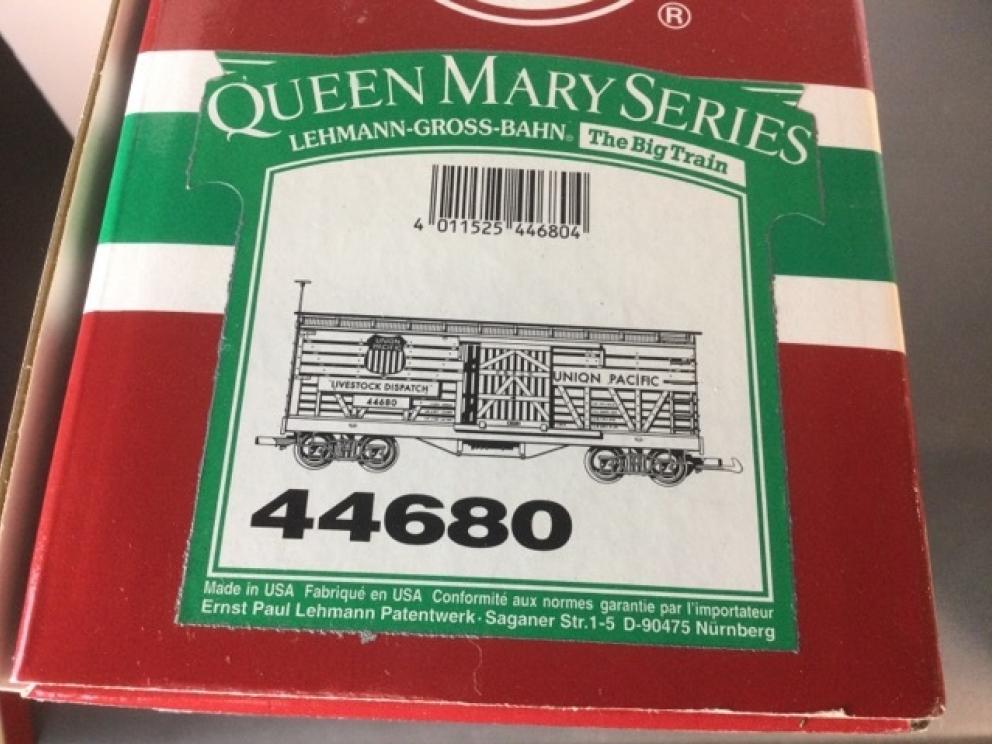 ®
QUEEN MARY SERIES
LEHMANN-GROSS-BAHN® The Big Train
4 011525 446804
UNION PACIFIC
LIVESTOCK DISPATCH
44680
UNION PACIFIC
44680
Made in USA Fabriqué en USA Conformité aux normes garantie par l'importateur
Ernst Paul Lehmann Patentwerk · Saganer Str.1-5 D-90475 Nürnberg